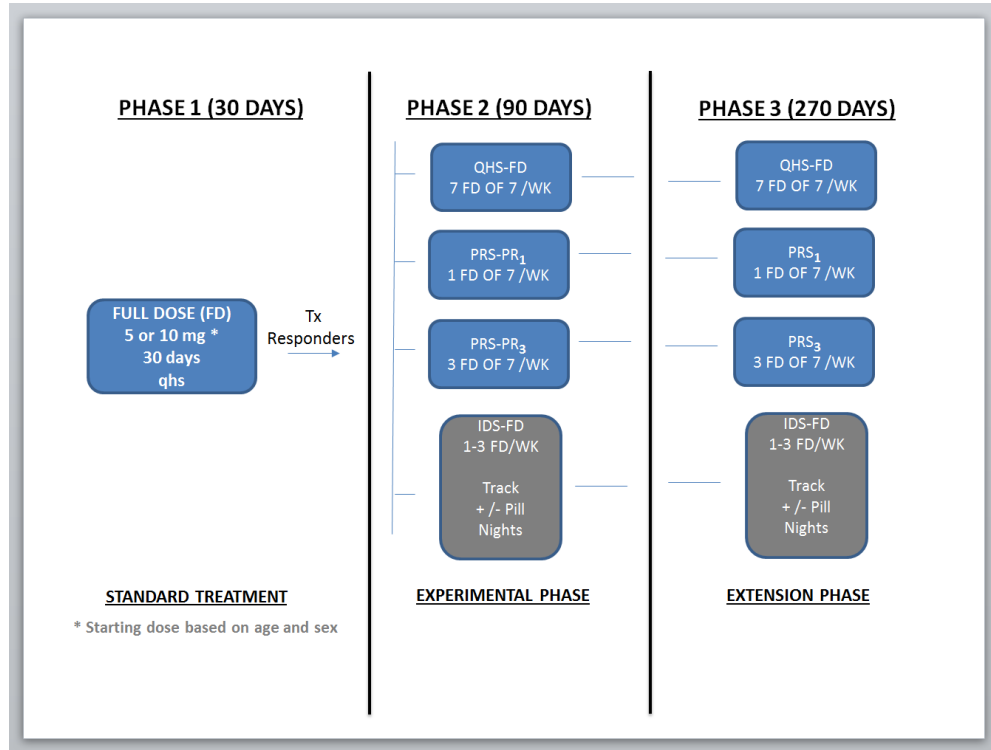 PHASE 1 (30 DAYS)
FULL DOSE (FD)
5 or 10 mg *
30 days
qhs
Tx
Responders
STANDARD TREATMENT
* Starting dose based on age and sex
PHASE 2 (90 DAYS)
QHS-FD
7 FD OF 7 /WK
PRS-PR1
1 FD OF 7 /WK
PRS-PR3
3 FD OF 7 /WK
IDS-FD
1-3 FD/WK
Track
+ /- Pill
Nights
EXPERIMENTAL PHASE
PHASE 3 (270 DAYS)
QHS-FD
7 FD OF 7 /WK
PRS1
1 FD OF 7 /WK
PRS3
3 FD OF 7 /WK
IDS-FD
1-3 FD/WK
Track
+ /- Pill
Nights
EXTENSION PHASE